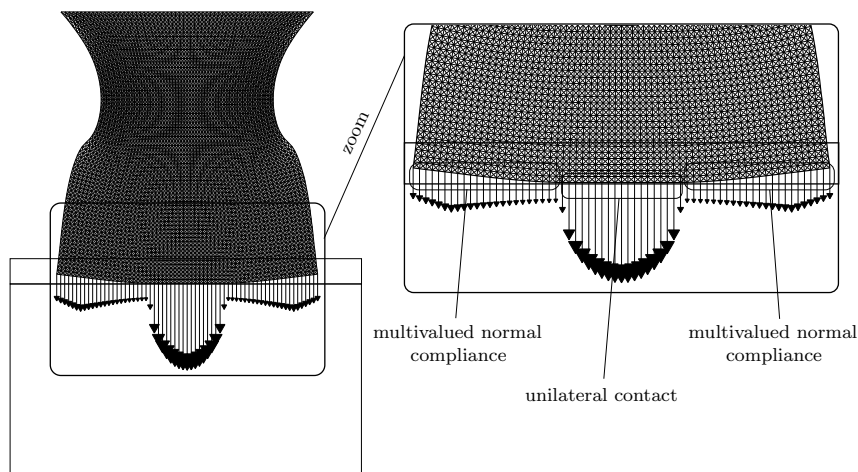 zoom
multivalued normal
compliance
multivalued normal
compliance
unilateral contact